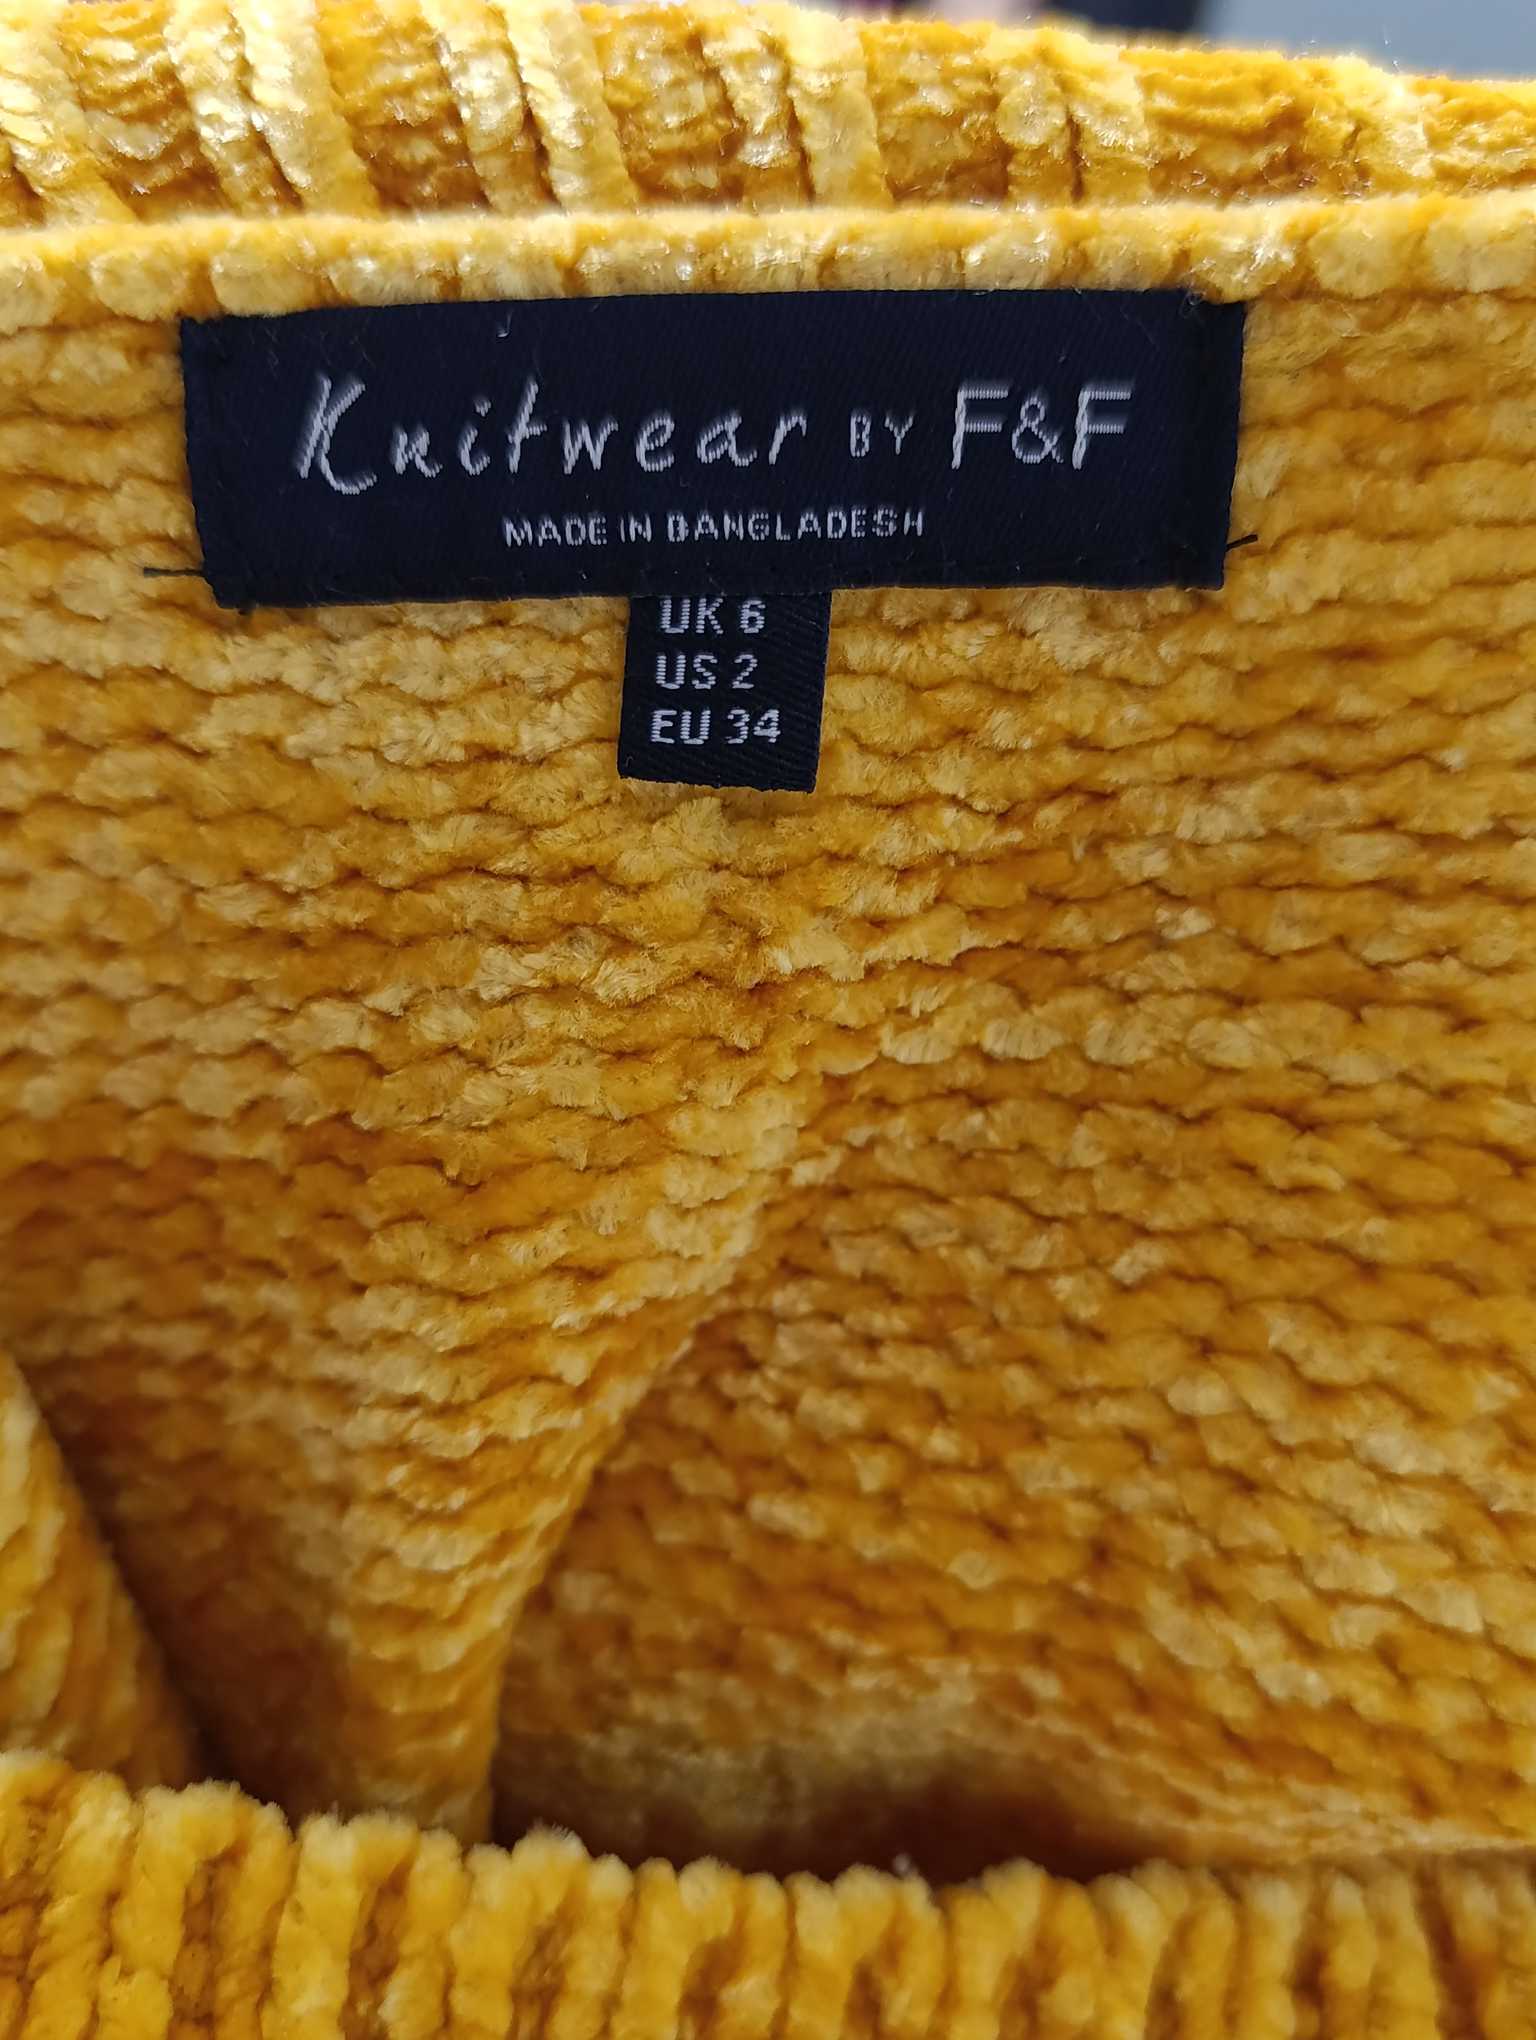 Knitwear BY F&F
MADE IN BANGLADESH
UK 6
US 2
EU 34